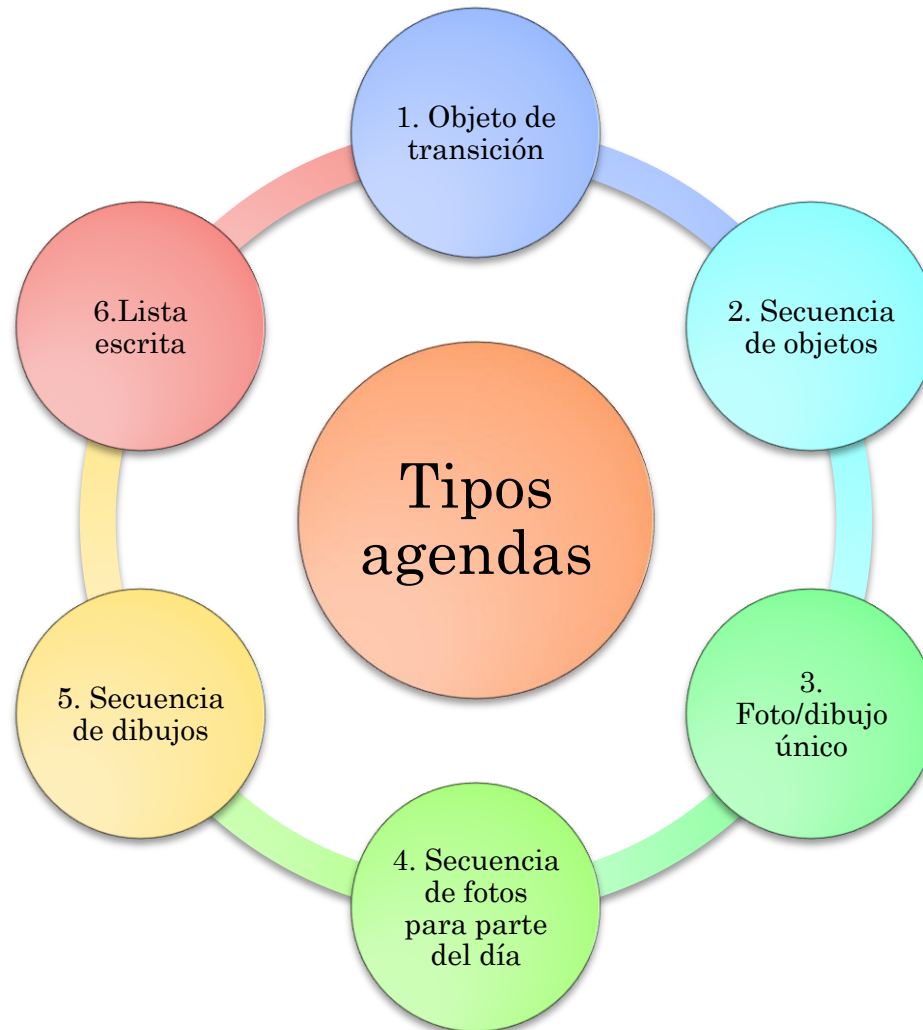 1. Objeto de
transición
2. Secuencia
de objetos
3.
Foto/dibujo
único
4. Secuencia
de fotos
para parte
del día
5. Secuencia
de dibujos
6.Lista
escrita
Tipos
agendas